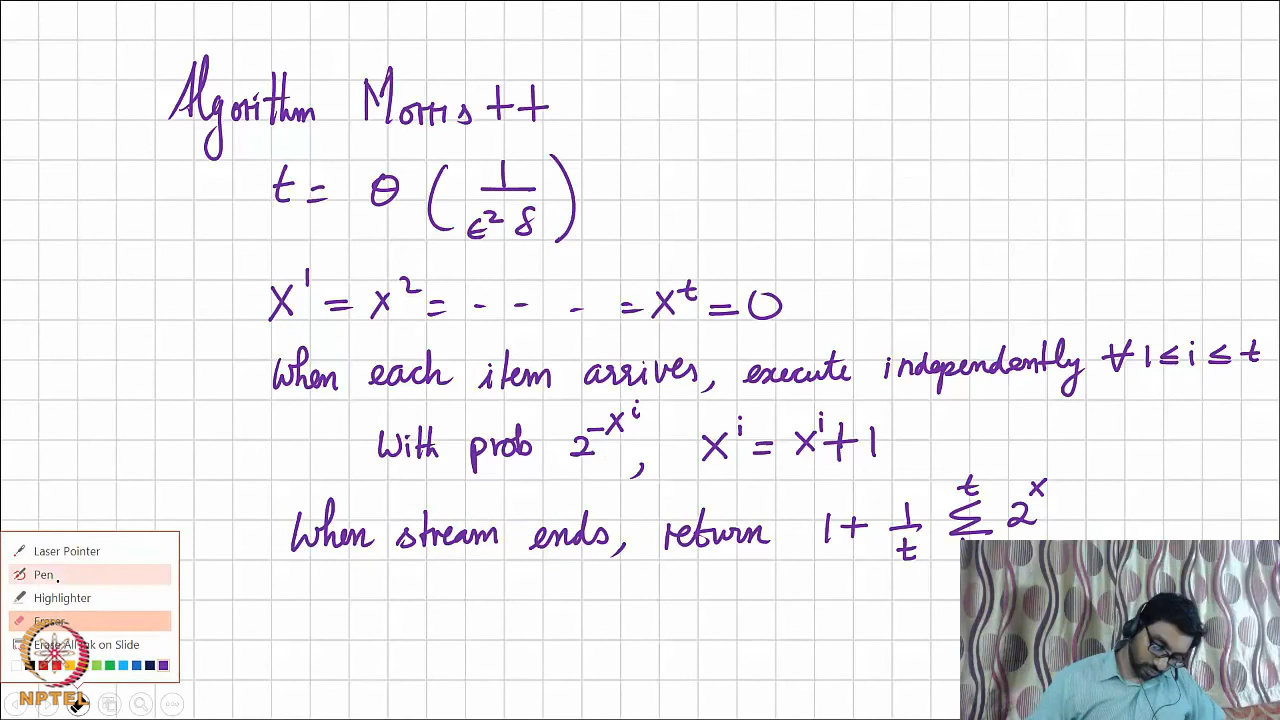 Algorithm Morris ++
t = θ ( 1 / ε² δ )
X¹ = X² = - - - - = Xᵗ = 0
When each item arrives, execute independently ∀ 1 ≤ i ≤ t
With prob 2^{-Xⁱ}, Xⁱ = Xⁱ + 1
When stream ends, return 1 + 1/t Σ^t 2^X
Laser Pointer
Pen
Highlighter
Eraser
Erase All Ink on Slide
NPTEL